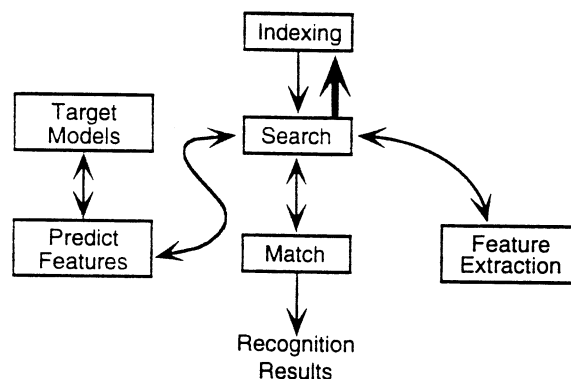 Indexing
Target
Models
Search
Predict
Features
Match
Feature
Extraction
Recognition
Results